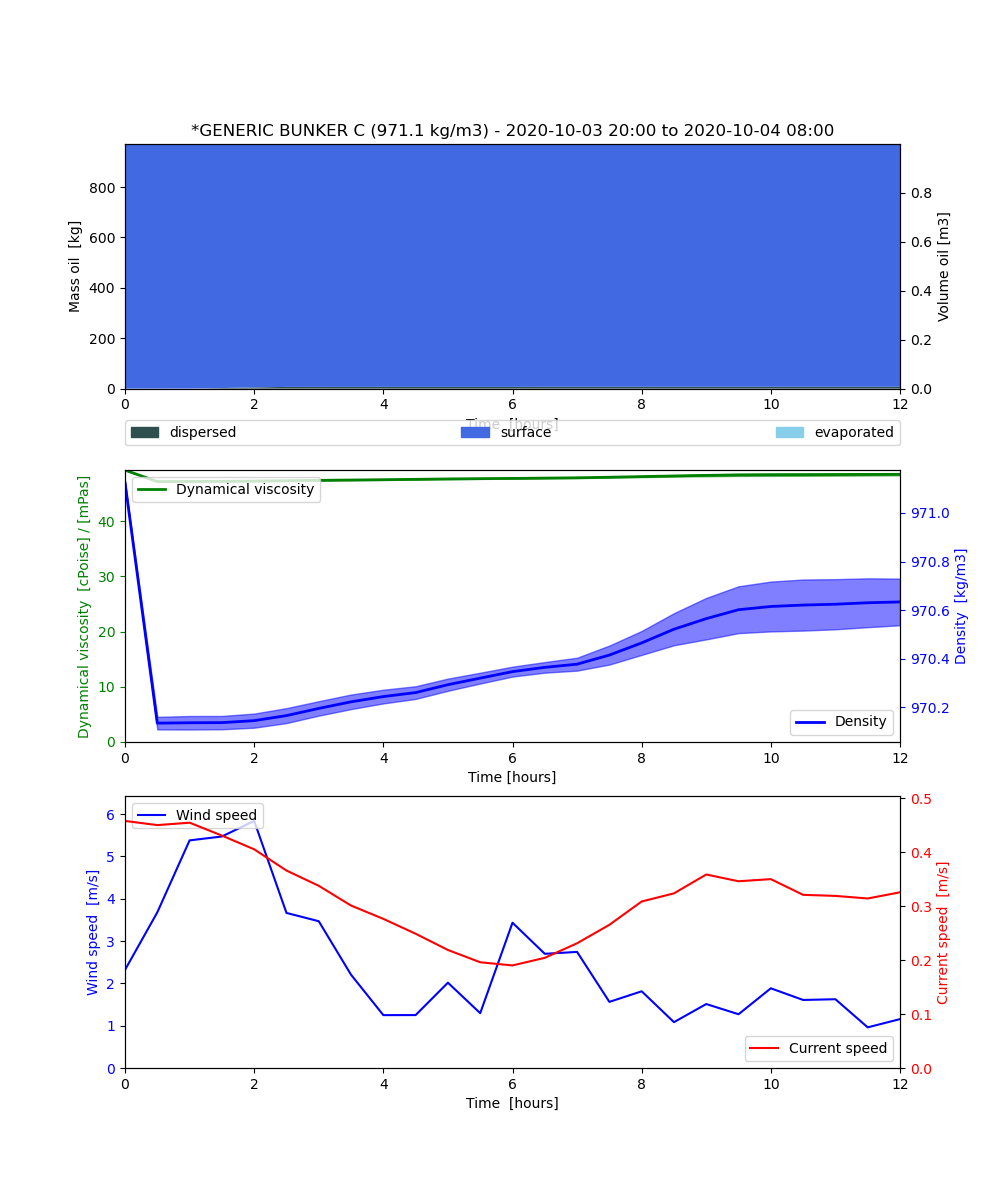 *GENERIC BUNKER C (971.1 kg/m3) - 2020-10-03 20:00 to 2020-10-04 08:00
Mass oil [kg]
800
600
400
200
0
Volume oil [m3]
0.8
0.6
0.4
0.2
0.0
0 2 4 6 8 10 12
Time [hours]
dispersed surface evaporated
Dynamical viscosity [cPoise] / [mPas]
40
30
20
10
0
Dynamical viscosity
Density [kg/m3]
971.0
970.8
970.6
970.4
970.2
Density
0 2 4 6 8 10 12
Time [hours]
Wind speed [m/s]
6
5
4
3
2
1
0
Wind speed
Current speed [m/s]
0.5
0.4
0.3
0.2
0.1
0.0
Current speed
0 2 4 6 8 10 12
Time [hours]